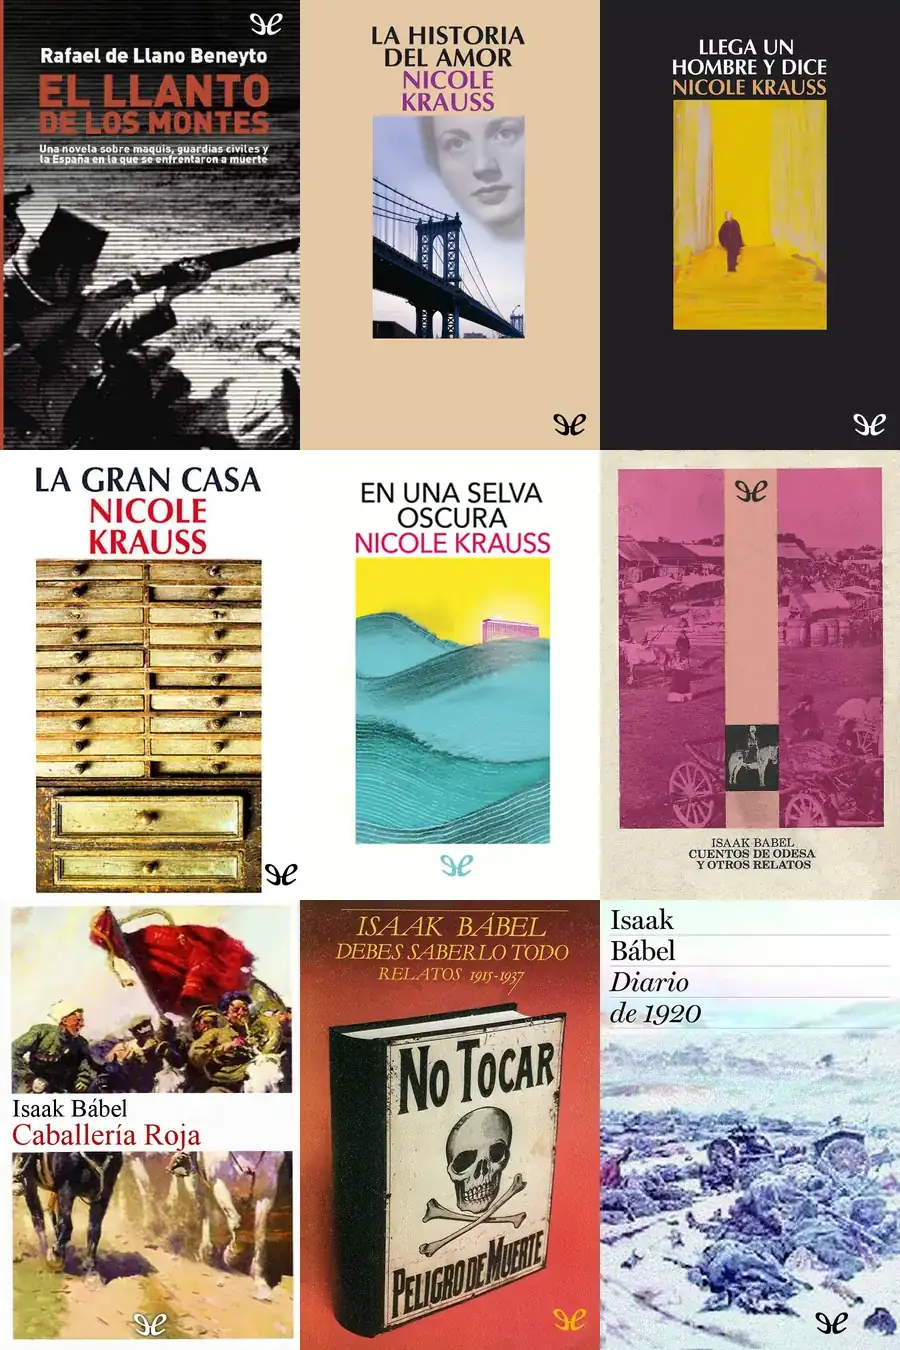 Rafael de Llano Beneyto
EL LLANTO
DE LOS MONTES
Una novela sobre maquis, guardias civiles y
la España en la que se enfrentaron a muerte
LA HISTORIA
DEL AMOR
NICOLE
KRAUSS
LLEGA UN
HOMBRE Y DICE
NICOLE KRAUSS
LA GRAN CASA
NICOLE
KRAUSS
EN UNA SELVA
OSCURA
NICOLE KRAUSS
ISAAK BABEL
CUENTOS DE ODESA
Y OTROS RELATOS
Isaak Bábel
Caballería Roja
ISAAK BÁBEL
DEBES SABERLO TODO
RELATOS 1915-1937
NO TOCAR
PELIGRO DE MUERTE
Isaak
Bábel
Diario
de 1920